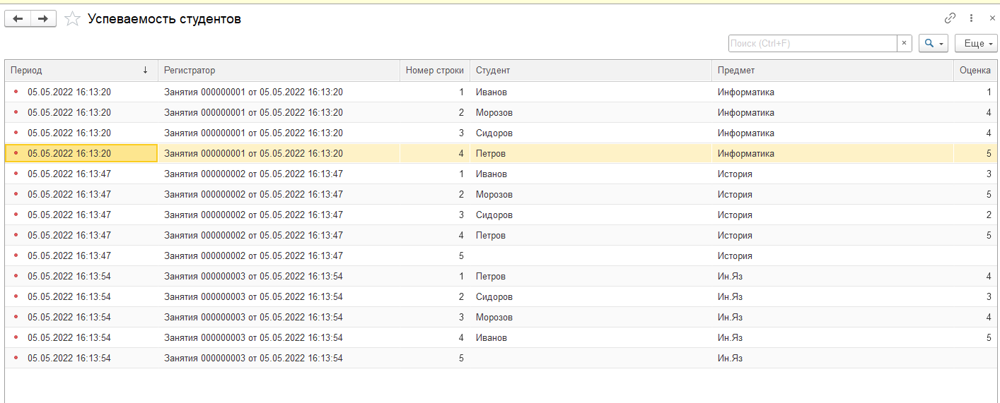 Успеваемость студентов
Поиск (Ctrl+F)
Еще
Период Регистратор Номер строки Студент Предмет Оценка
05.05.2022 16:13:20 Занятия 000000001 от 05.05.2022 16:13:20 1 Иванов Информатика 1
05.05.2022 16:13:20 Занятия 000000001 от 05.05.2022 16:13:20 2 Морозов Информатика 4
05.05.2022 16:13:20 Занятия 000000001 от 05.05.2022 16:13:20 3 Сидоров Информатика 4
05.05.2022 16:13:20 Занятия 000000001 от 05.05.2022 16:13:20 4 Петров Информатика 5
05.05.2022 16:13:47 Занятия 000000002 от 05.05.2022 16:13:47 1 Иванов История 3
05.05.2022 16:13:47 Занятия 000000002 от 05.05.2022 16:13:47 2 Морозов История 5
05.05.2022 16:13:47 Занятия 000000002 от 05.05.2022 16:13:47 3 Сидоров История 2
05.05.2022 16:13:47 Занятия 000000002 от 05.05.2022 16:13:47 4 Петров История 5
05.05.2022 16:13:47 Занятия 000000002 от 05.05.2022 16:13:47 5 История
05.05.2022 16:13:54 Занятия 000000003 от 05.05.2022 16:13:54 1 Петров Ин.Яз 4
05.05.2022 16:13:54 Занятия 000000003 от 05.05.2022 16:13:54 2 Сидоров Ин.Яз 3
05.05.2022 16:13:54 Занятия 000000003 от 05.05.2022 16:13:54 3 Морозов Ин.Яз 4
05.05.2022 16:13:54 Занятия 000000003 от 05.05.2022 16:13:54 4 Иванов Ин.Яз 5
05.05.2022 16:13:54 Занятия 000000003 от 05.05.2022 16:13:54 5 Ин.Яз